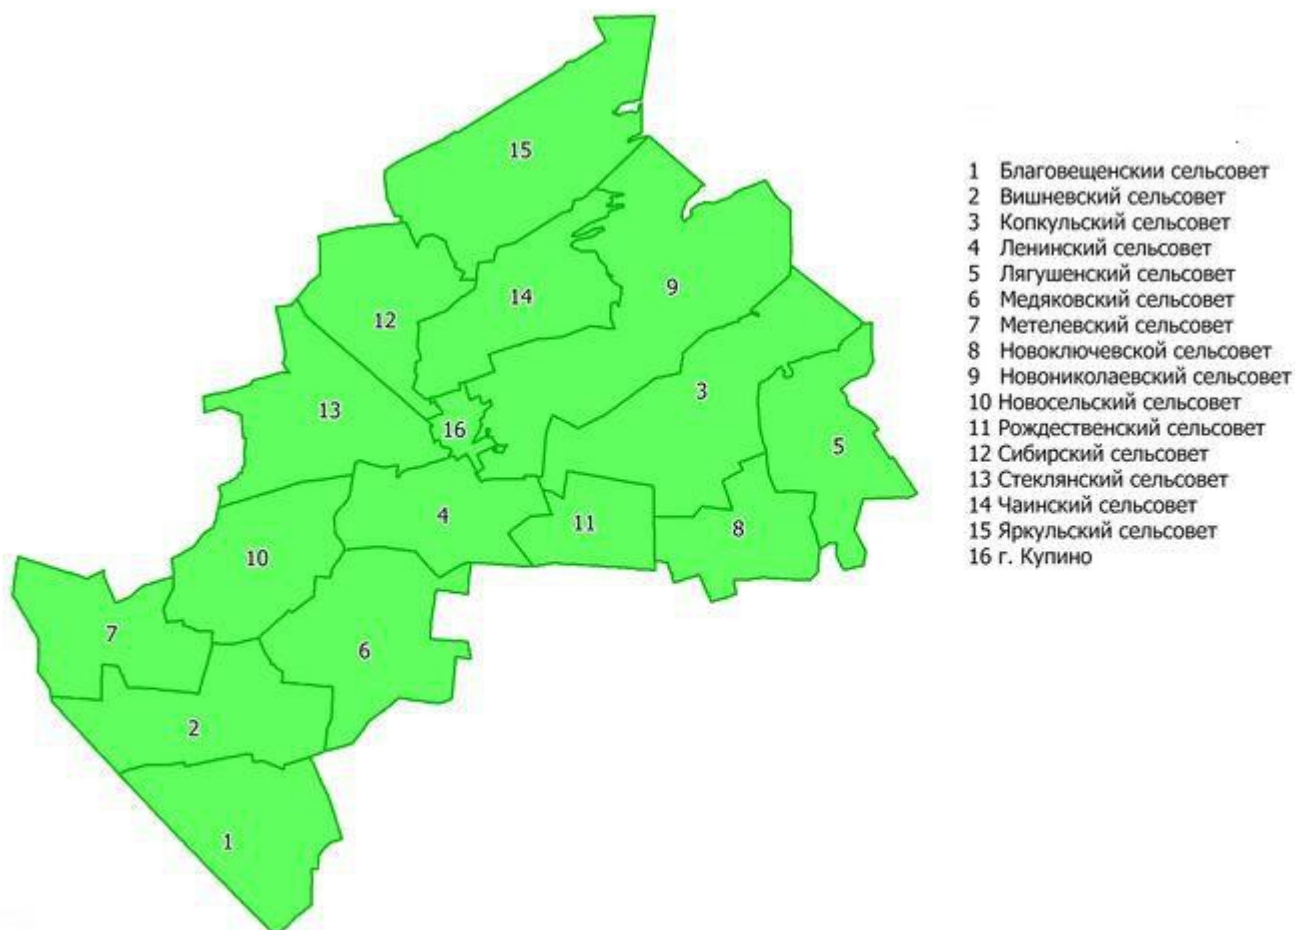 15
14
9
12
3
13
16
5
4
11
8
10
7
6
2
1
1 Благовещенскии сельсовет
2 Вишневский сельсовет
3 Копкульский сельсовет
4 Ленинский сельсовет
5 Лягушенский сельсовет
6 Медяковский сельсовет
7 Метелевский сельсовет
8 Новоключевской сельсовет
9 Новониколаевский сельсовет
10 Новосельский сельсовет
11 Рождественский сельсовет
12 Сибирский сельсовет
13 Стеклянский сельсовет
14 Чаинский сельсовет
15 Яркульский сельсовет
16 г. Купино